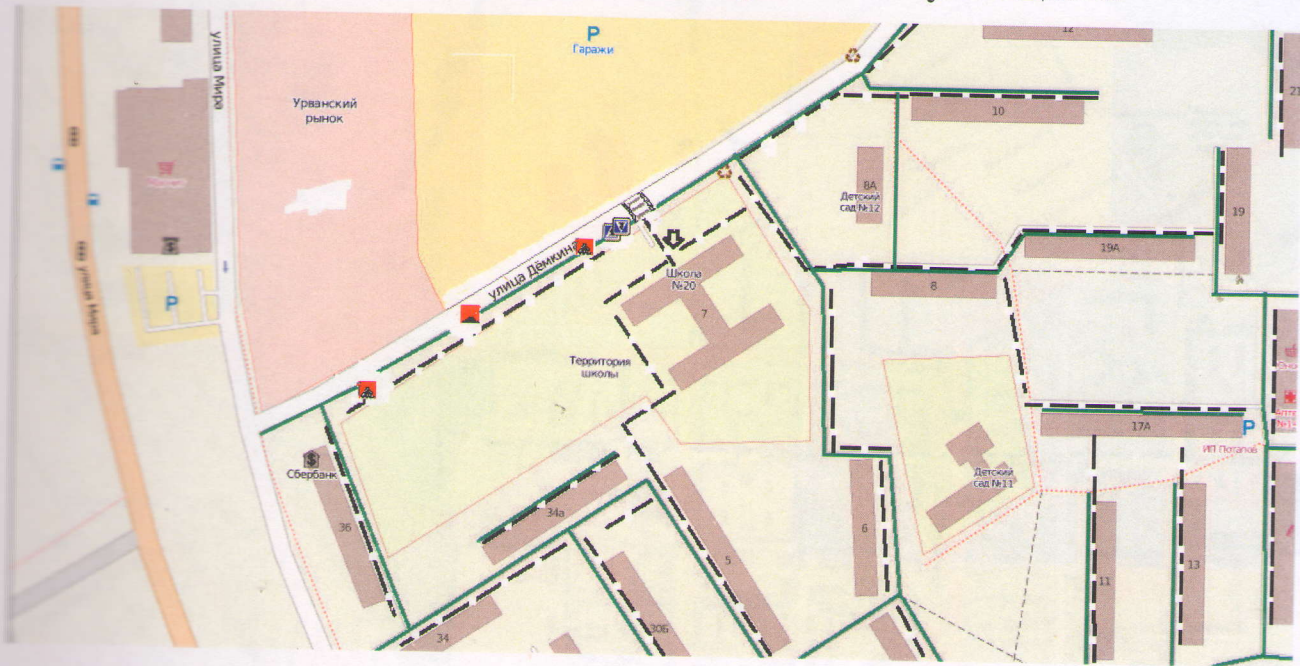 улица Мира
Урванский
рынок
P
Гаражи
12
10
21
8А
Детский
сад №12
19
19А
улица Дёмкина
Школа
№20
8
7
P
Территория
школы
17А
P
ИП Потапов
Сбербанк
Детский
сад №11
36
34а
6
5
11
13
34
30Б